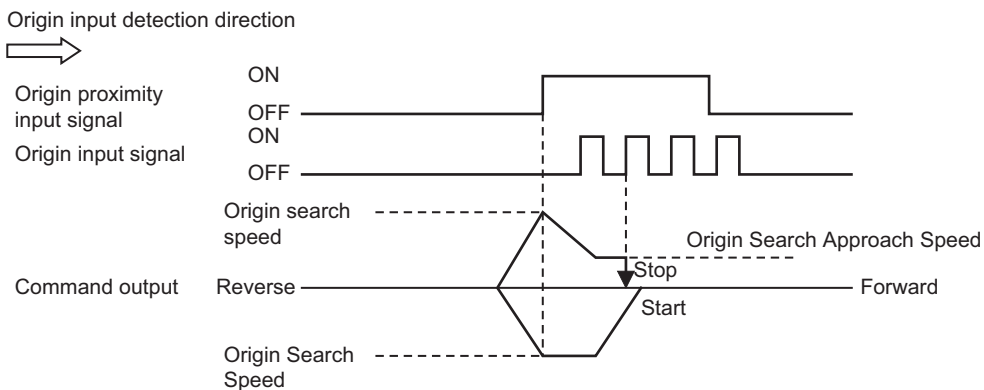 Origin input detection direction
ON
Origin proximity
input signal
OFF
ON
Origin input signal
OFF
Origin search
speed
Origin Search Approach Speed
Stop
Command output
Reverse
Forward
Start
Origin Search
Speed